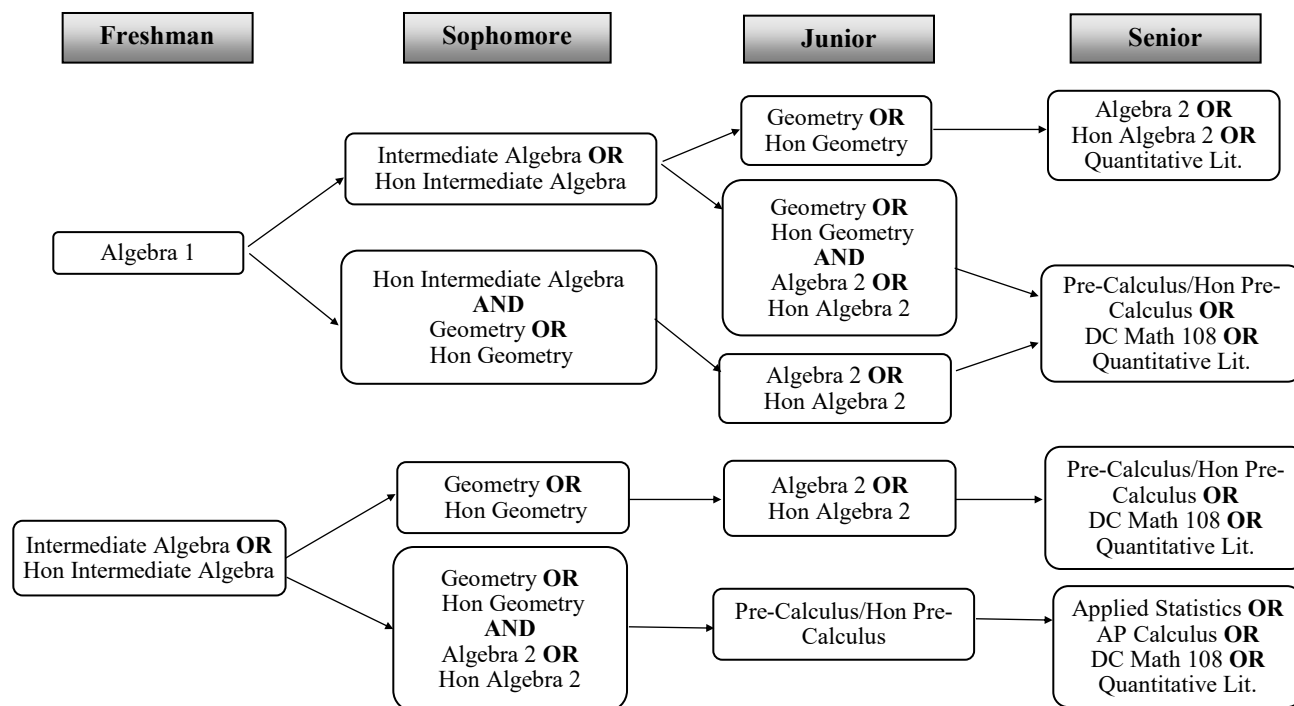 Freshman
Sophomore
Junior
Senior
Algebra 1
Intermediate Algebra OR
Hon Intermediate Algebra
Hon Intermediate Algebra
AND
Geometry OR
Hon Geometry
Geometry OR
Hon Geometry
Geometry OR
Hon Geometry
AND
Algebra 2 OR
Hon Algebra 2
Algebra 2 OR
Hon Algebra 2
Algebra 2 OR
Hon Algebra 2 OR
Quantitative Lit.
Pre-Calculus/Hon Pre-
Calculus OR
DC Math 108 OR
Quantitative Lit.
Intermediate Algebra OR
Hon Intermediate Algebra
Geometry OR
Hon Geometry
Algebra 2 OR
Hon Algebra 2
Pre-Calculus/Hon Pre-
Calculus OR
DC Math 108 OR
Quantitative Lit.
Geometry OR
Hon Geometry
AND
Algebra 2 OR
Hon Algebra 2
Pre-Calculus/Hon Pre-
Calculus
Applied Statistics OR
AP Calculus OR
DC Math 108 OR
Quantitative Lit.